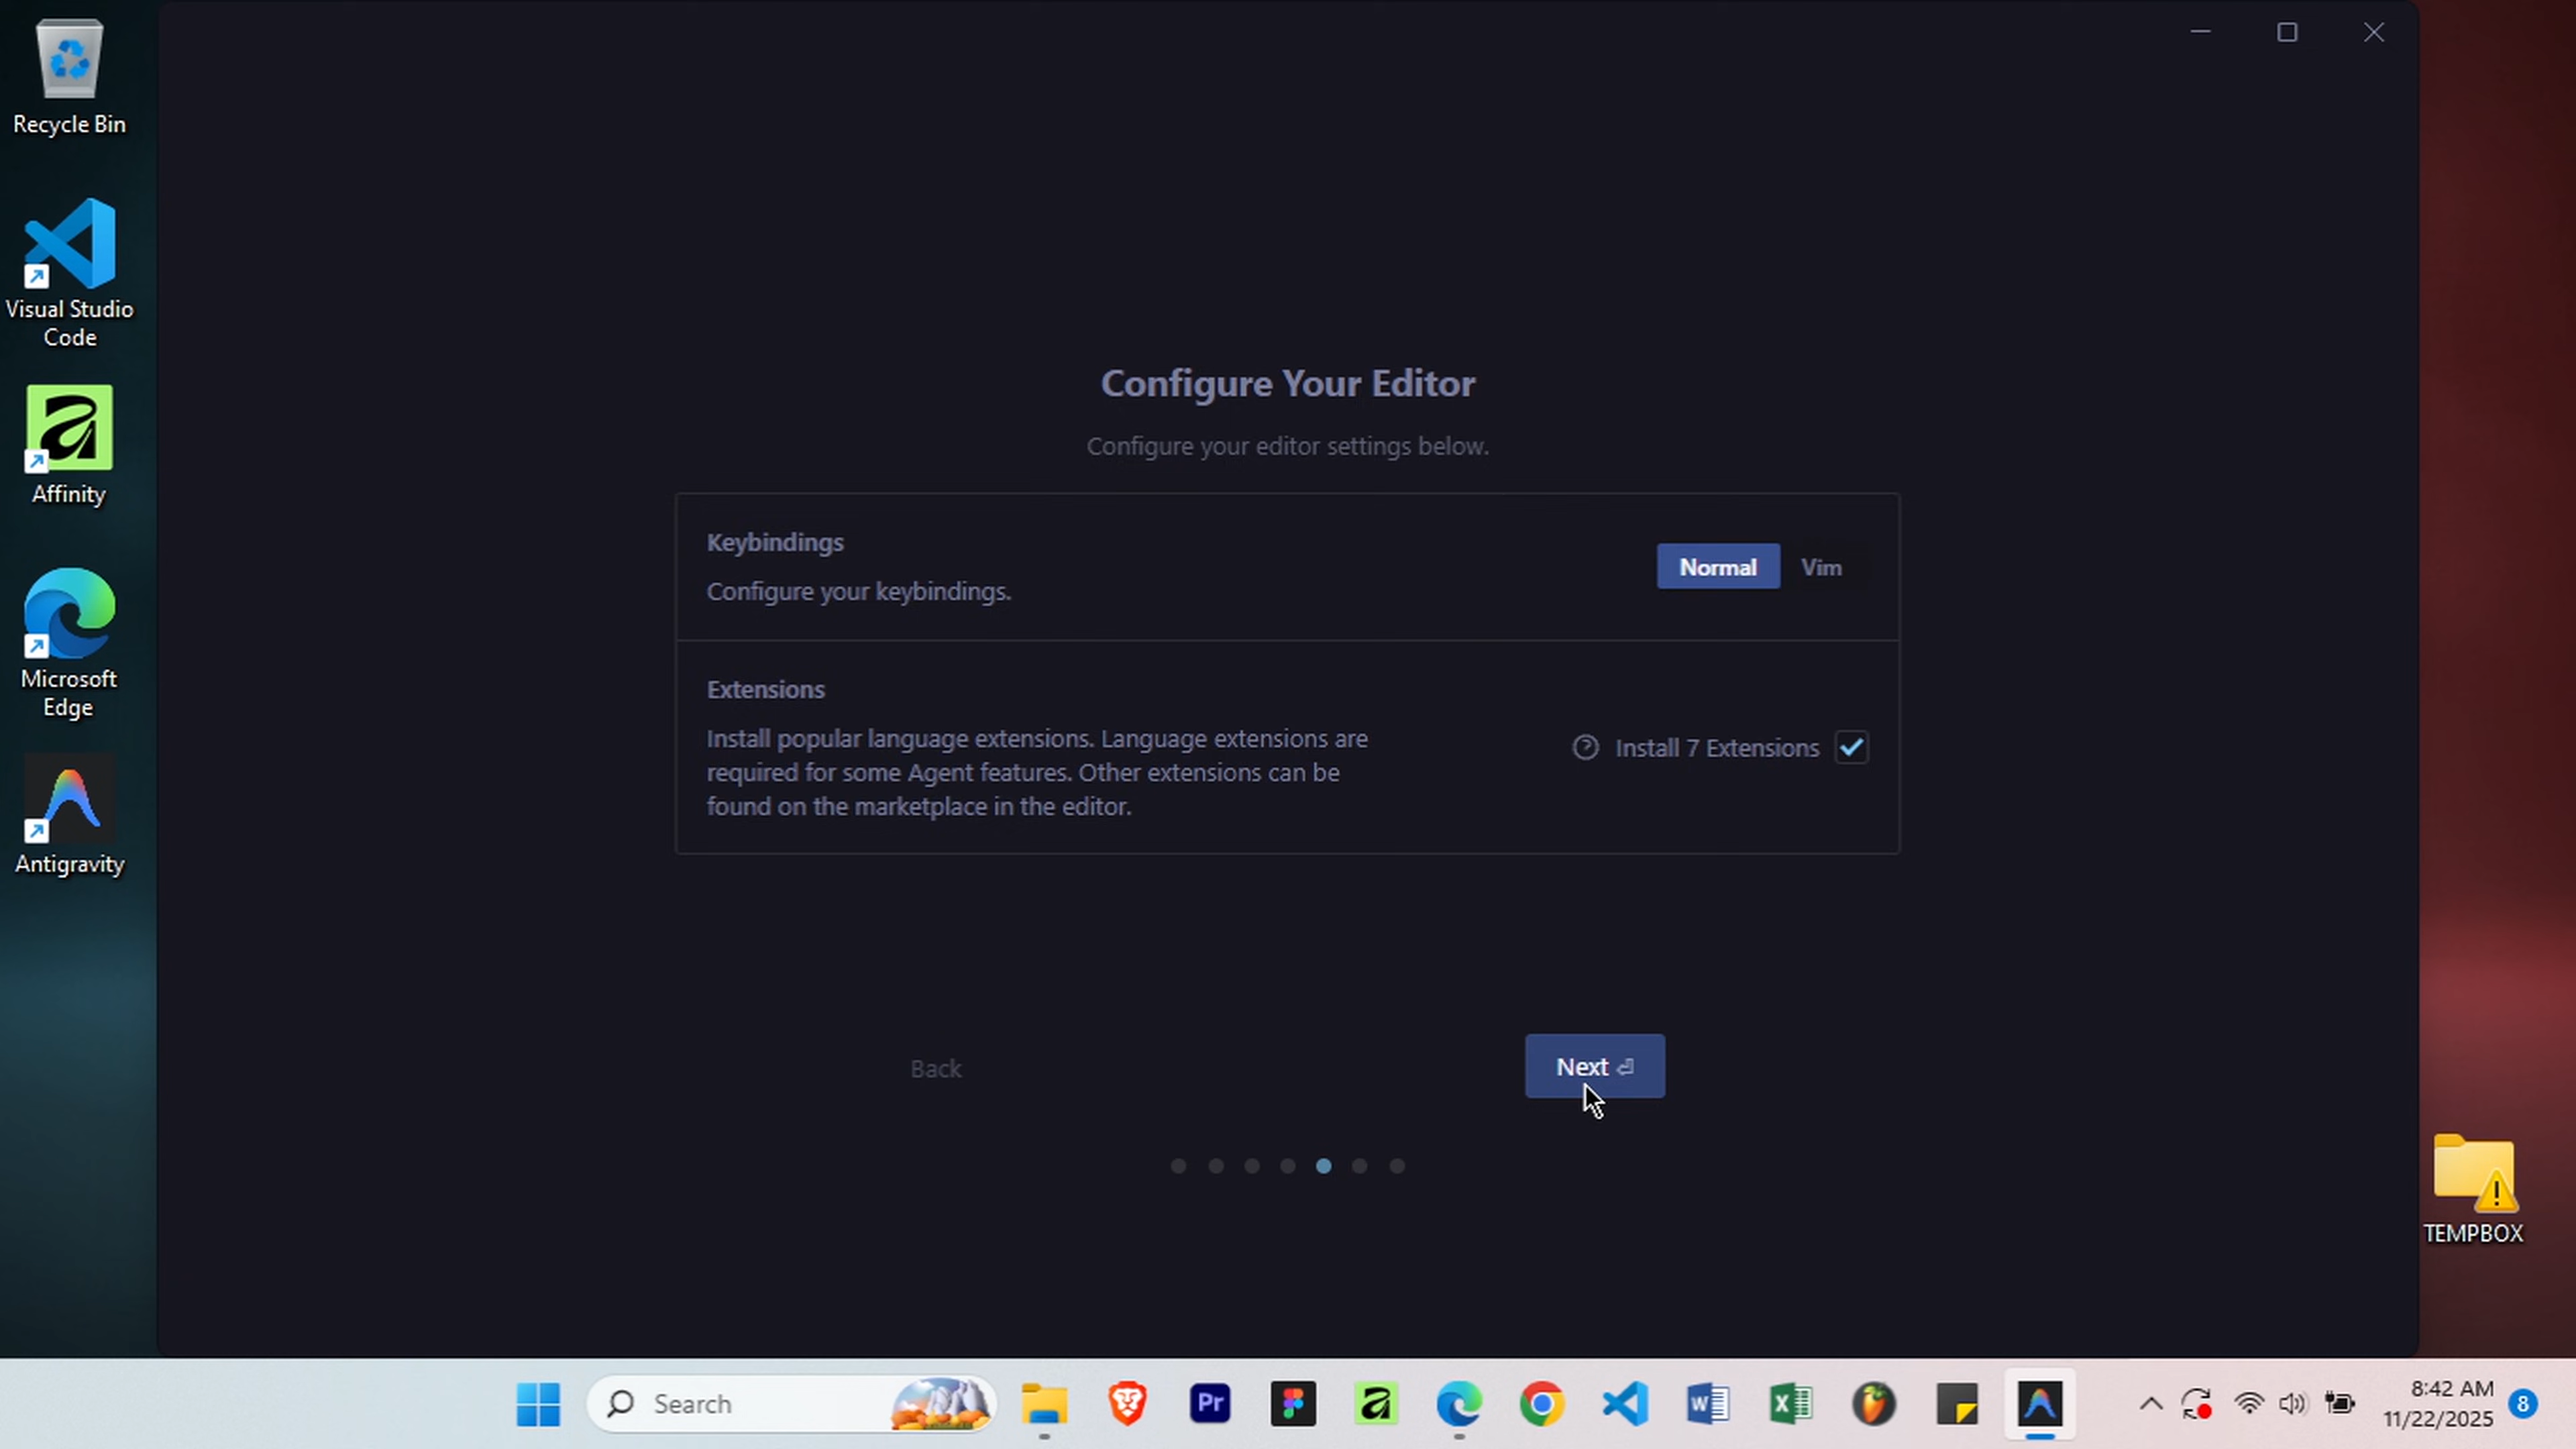 Recycle Bin
Visual Studio
Code
Affinity
Microsoft
Edge
Antigravity
Configure Your Editor
Configure your editor settings below.
Keybindings
Configure your keybindings.
Normal
Vim
Extensions
Install popular language extensions. Language extensions are
required for some Agent features. Other extensions can be
found on the marketplace in the editor.
Install 7 Extensions
Back
Next
TEMPBOX
Search
Pr
8:42 AM
11/22/2025
8